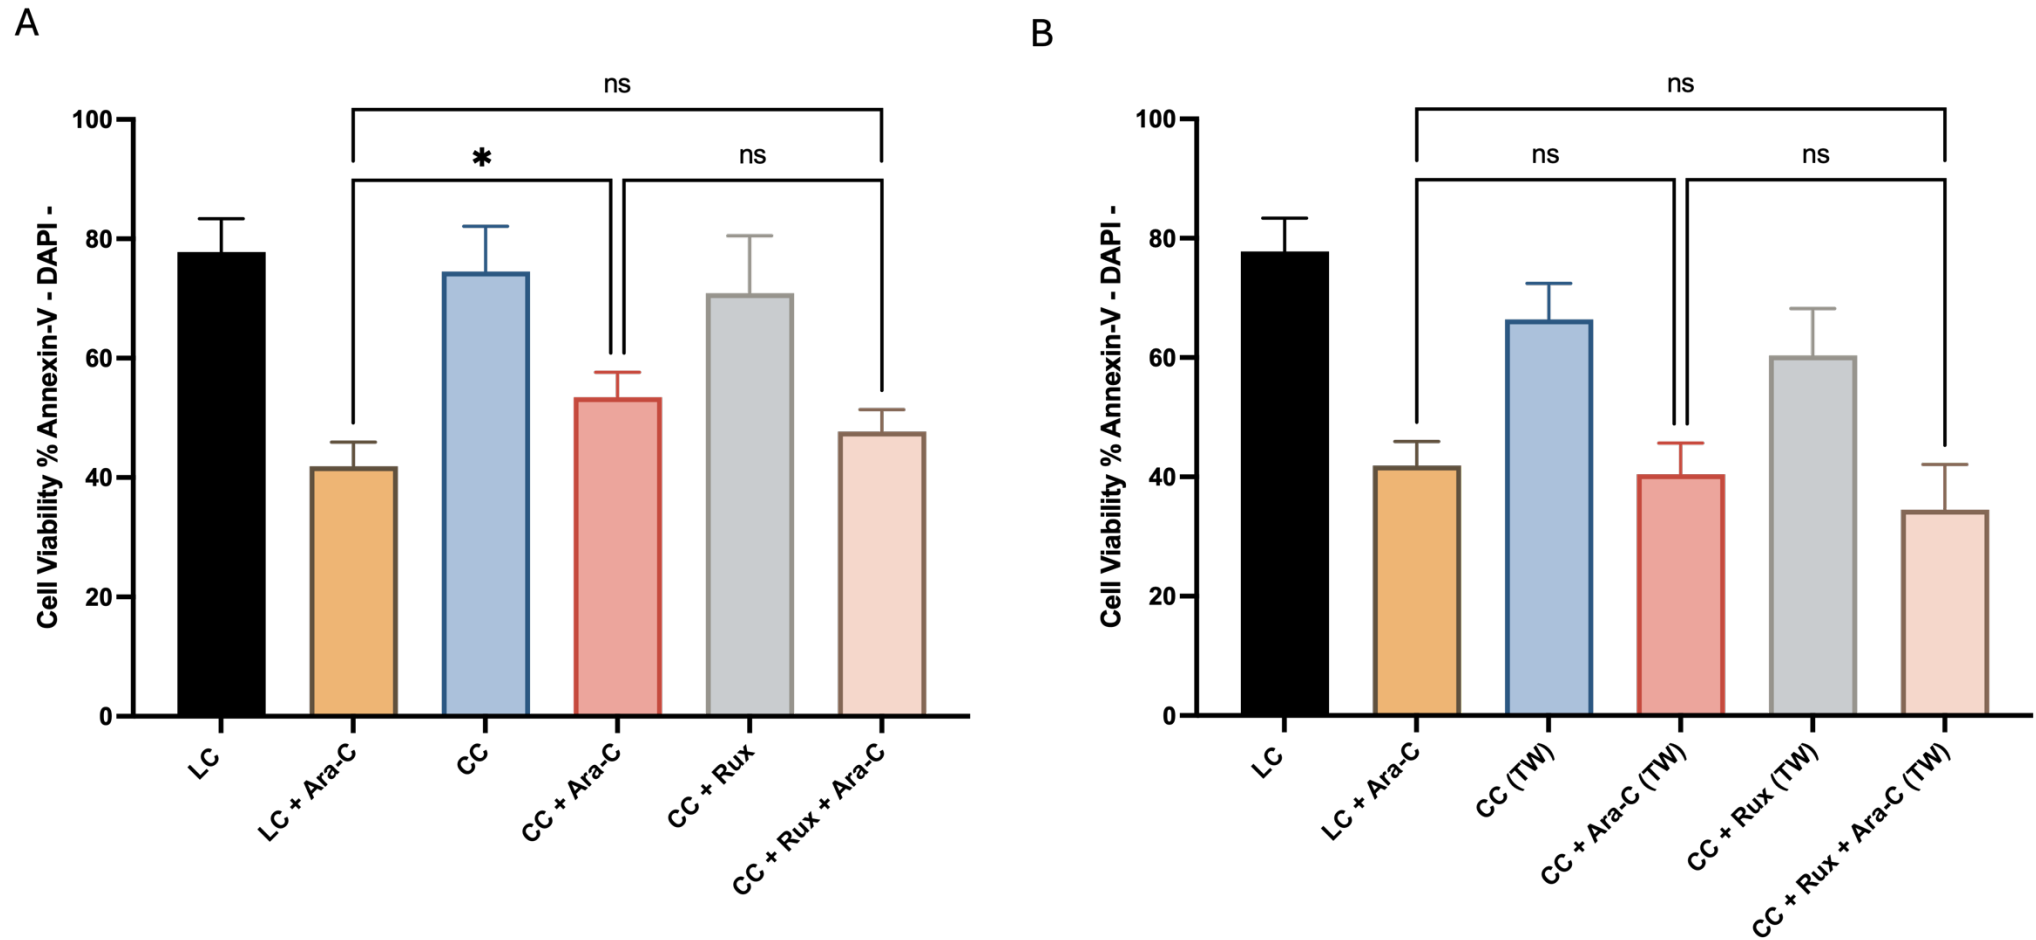 A
ns
* ns
100
80
60
40
20
0
Cell Viability % Annexin-V - DAPI -
LC
LC + Ara-C
CC
CC + Ara-C
CC + Rux
CC + Rux + Ara-C
B
ns
ns ns
100
80
60
40
20
0
Cell Viability % Annexin-V - DAPI -
LC
LC + Ara-C
CC (TW)
CC + Ara-C (TW)
CC + Rux (TW)
CC + Rux + Ara-C (TW)